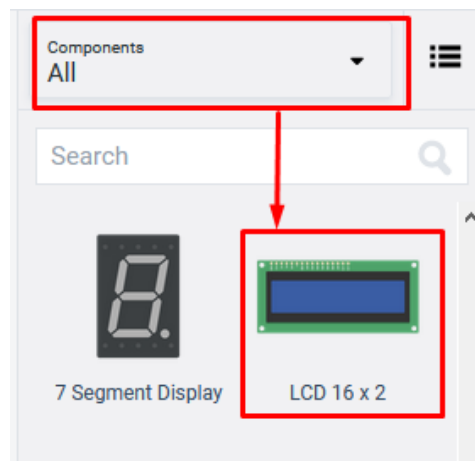 Components
All
Search
7 Segment Display
LCD 16 x 2